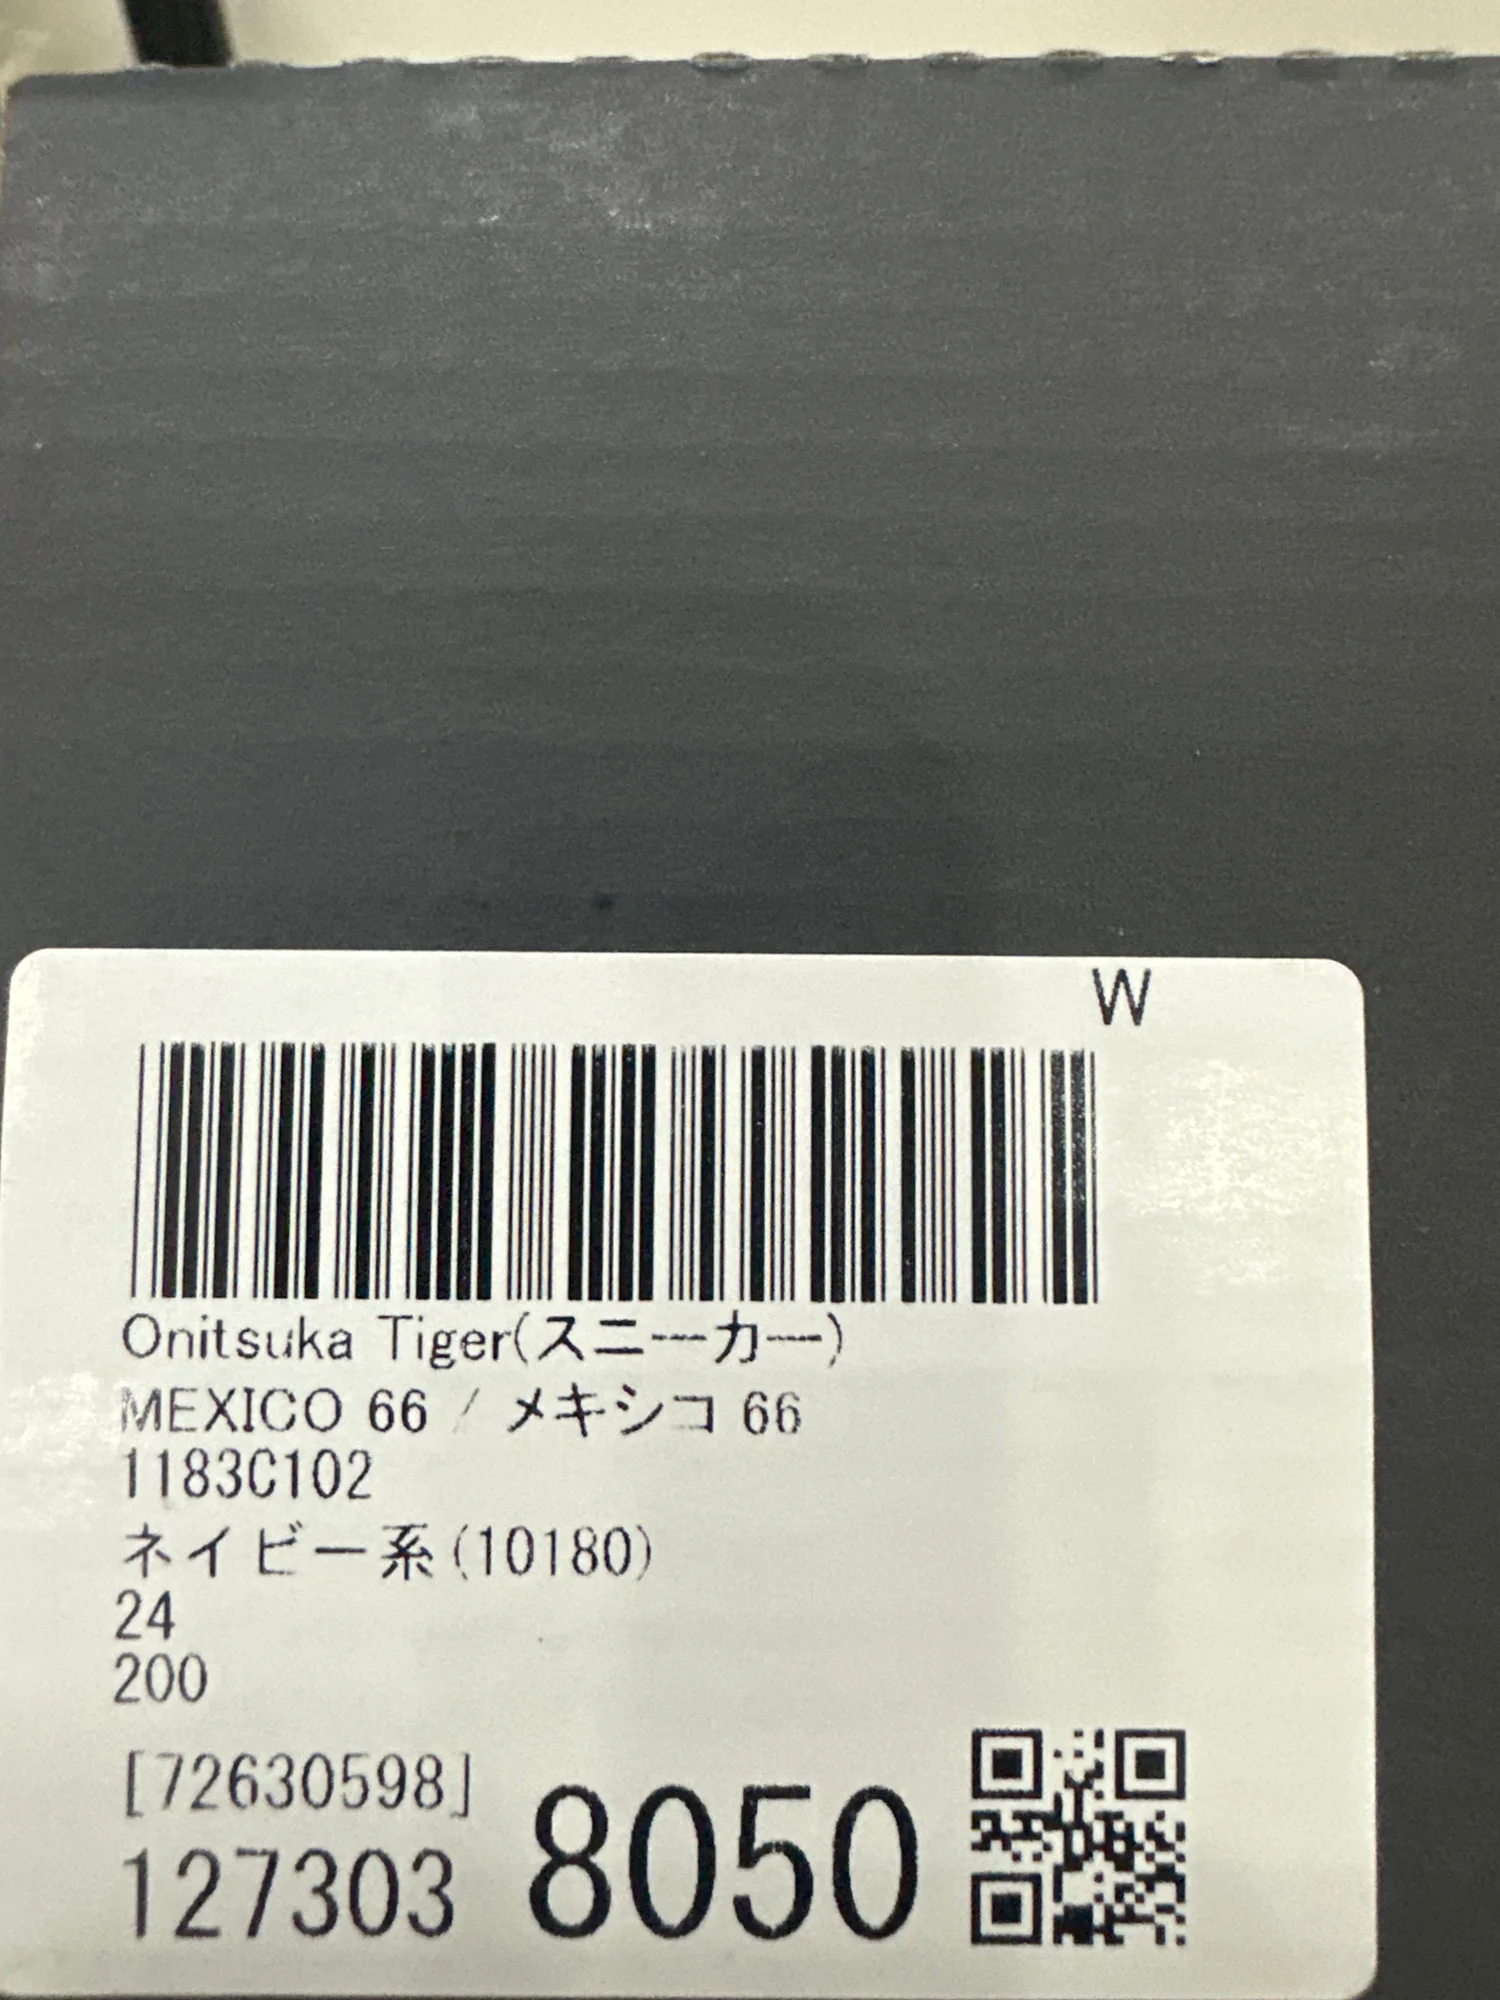 W
Onitsuka Tiger(スニーカー)
MEXICO 66 / メキシコ 66
1183C102
ネイビー系(10180)
24
200
[72630598]
127303 8050